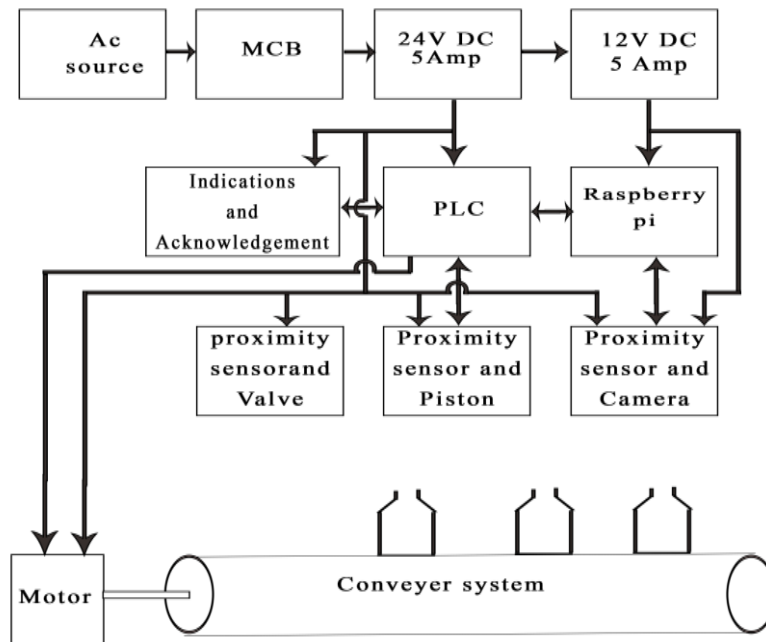 Ac
source
MCB
24V DC
5Amp
12V DC
5 Amp
Indications
and
Acknowledgement
PLC
Raspberry
pi
proximity
sensorand
Valve
Proximity
sensor and
Piston
Proximity
sensor and
Camera
Motor
Conveyer system